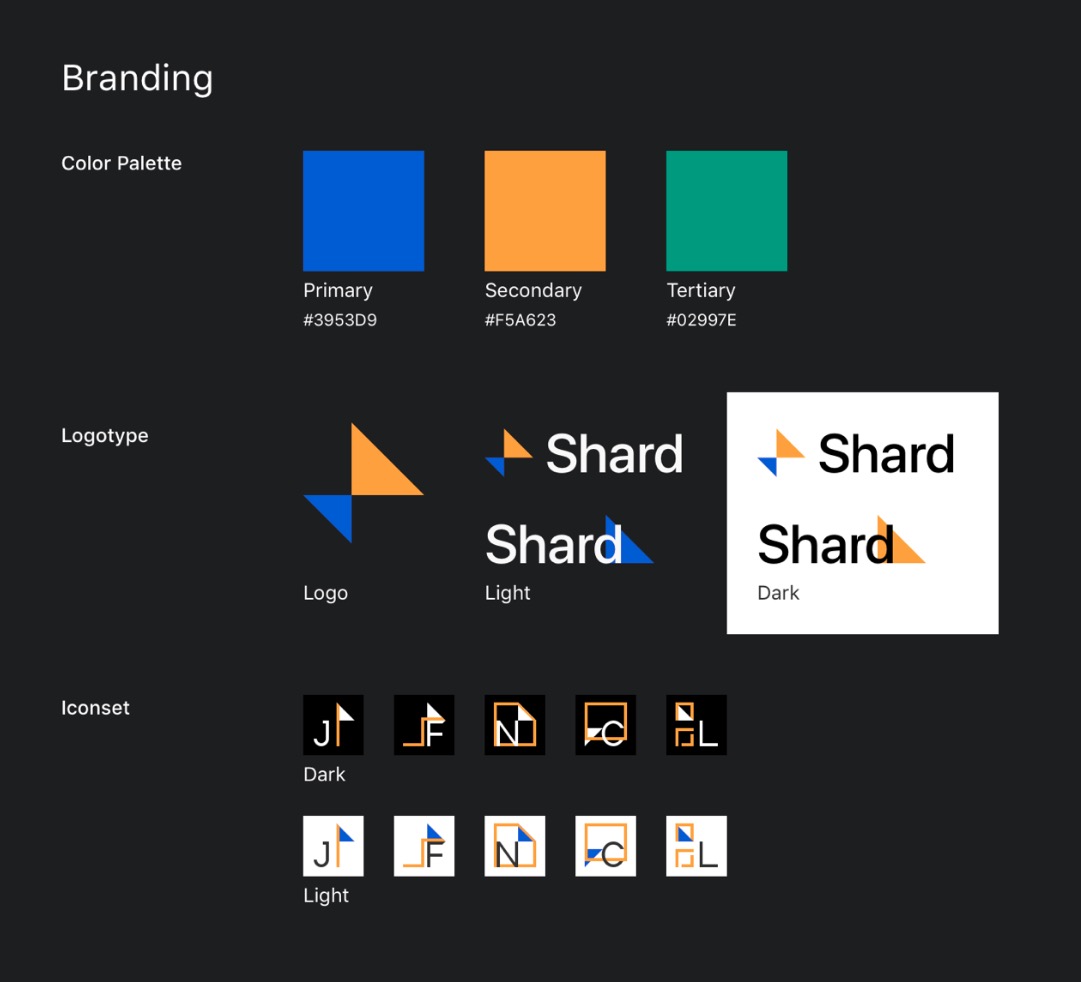 Branding
Color Palette
Primary
#3953D9
Secondary
#F5A623
Tertiary
#02997E
Logotype
Logo
Shard
Shard
Light
Shard
Shard
Dark
Iconset
J F N C L
Dark
J F N C L
Light